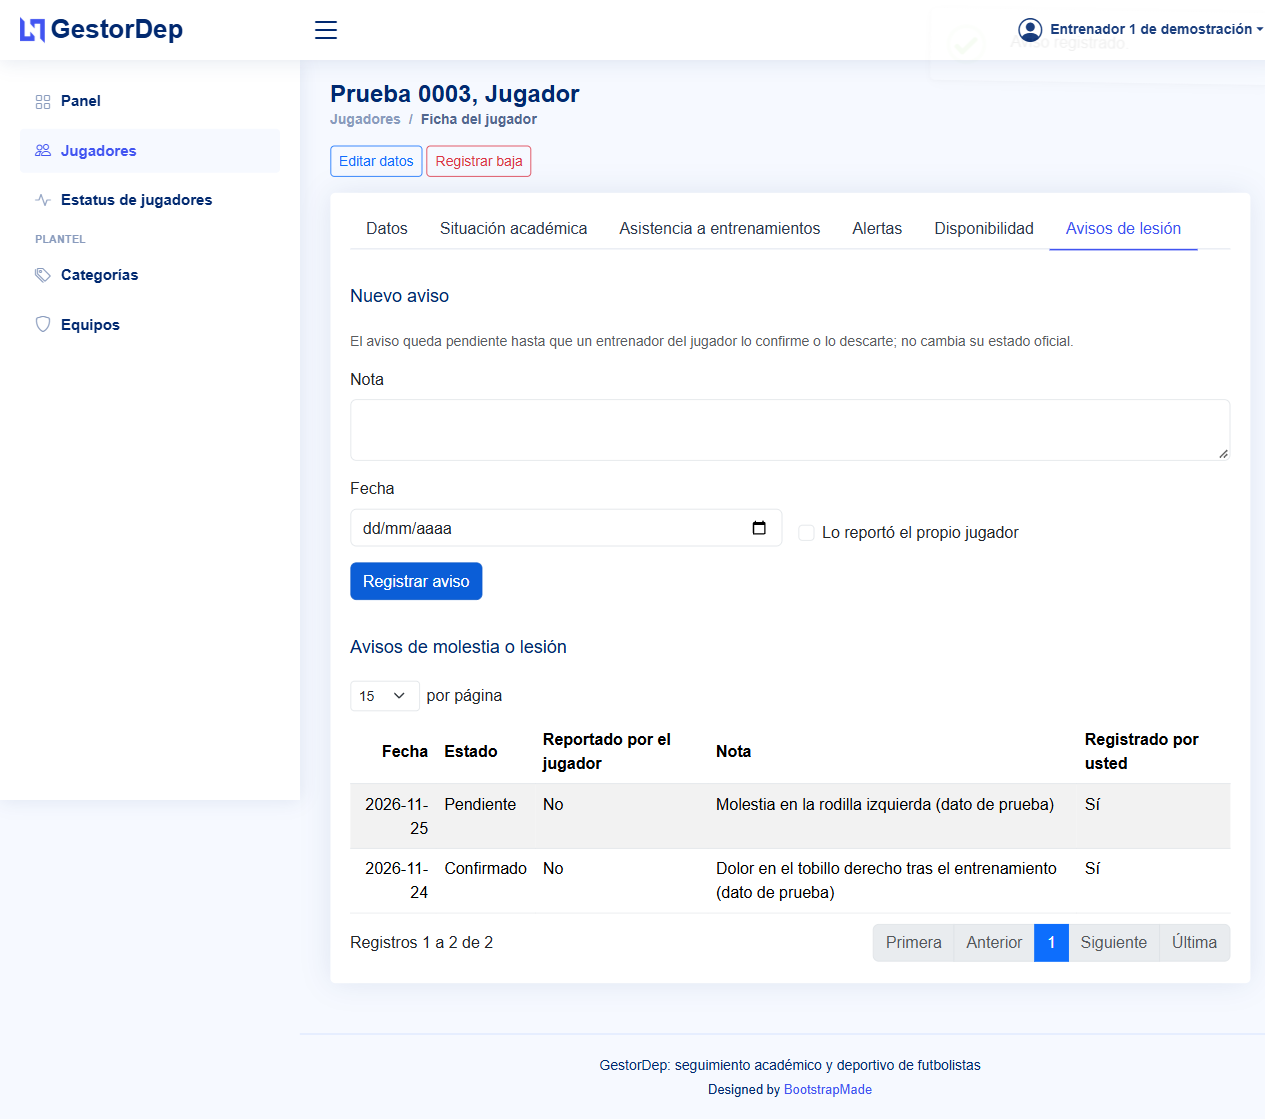 GestorDep
Entrenador 1 de demostración
Aviso registrado.
Panel
Jugadores
Estatus de jugadores
PLANTEL
Categorías
Equipos
Prueba 0003, Jugador
Jugadores / Ficha del jugador
Editar datos
Registrar baja
Datos
Situación académica
Asistencia a entrenamientos
Alertas
Disponibilidad
Avisos de lesión
Nuevo aviso
El aviso queda pendiente hasta que un entrenador del jugador lo confirme o lo descarte; no cambia su estado oficial.
Nota
Fecha
dd/mm/aaaa
Lo reportó el propio jugador
Registrar aviso
Avisos de molestia o lesión
15 por página
Fecha Estado Reportado por el jugador Nota Registrado por usted
2026-11-25 Pendiente No Molestia en la rodilla izquierda (dato de prueba) Sí
2026-11-24 Confirmado No Dolor en el tobillo derecho tras el entrenamiento (dato de prueba) Sí
Registros 1 a 2 de 2
Primera Anterior 1 Siguiente Última
GestorDep: seguimiento académico y deportivo de futbolistas
Designed by BootstrapMade